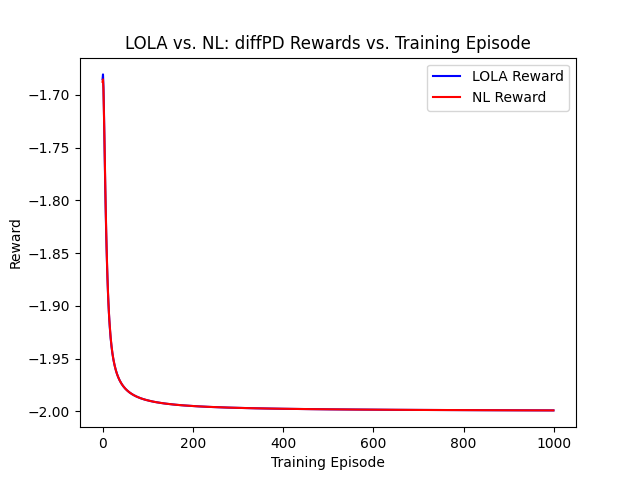 LOLA vs. NL: diffPD Rewards vs. Training Episode
LOLA Reward
NL Reward
Reward
−1.70
−1.75
−1.80
−1.85
−1.90
−1.95
−2.00
0 200 400 600 800 1000
Training Episode